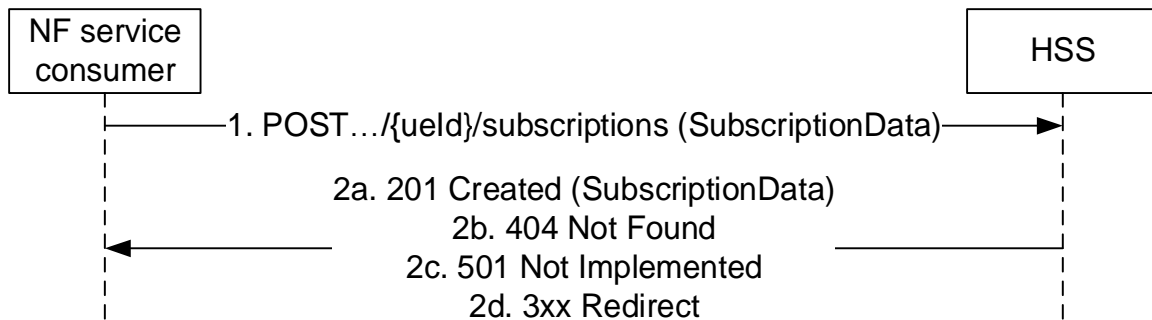 NF service
consumer
HSS
1. POST…/{ueId}/subscriptions (SubscriptionData)
2a. 201 Created (SubscriptionData)
2b. 404 Not Found
2c. 501 Not Implemented
2d. 3xx Redirect